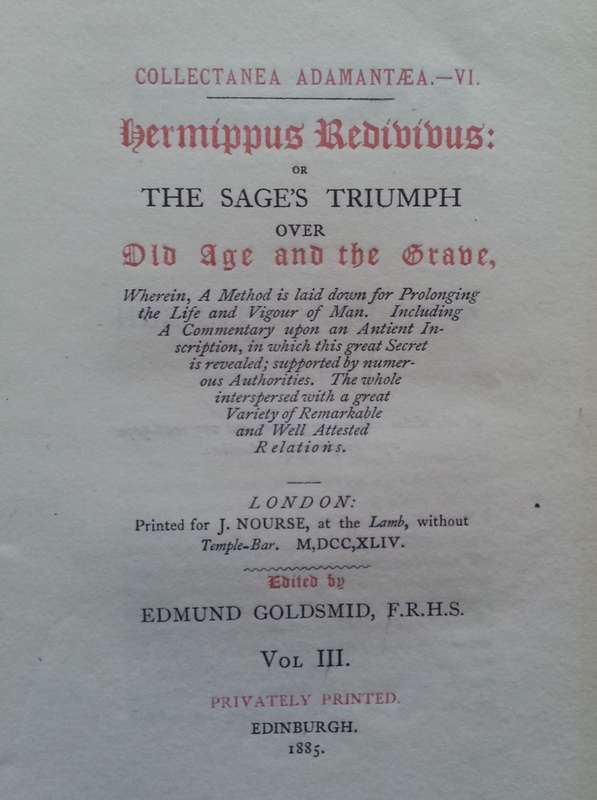 COLLECTANEA ADAMANTÆA.—VI.
Hermippus Redivivus:
OR
THE SAGE'S TRIUMPH
OVER
Old Age and the Grave,
Wherein, A Method is laid down for Prolonging
the Life and Vigour of Man. Including
A Commentary upon an Antient In-
scription, in which this great Secret
is revealed; supported by numer-
ous Authorities. The whole
interspersed with a great
Variety of Remarkable
and Well Attested
Relations.
LONDON:
Printed for J. NOURSE, at the Lamb, without
Temple-Bar. M,DCC,XLIV.
Edited by
EDMUND GOLDSMID, F.R.H.S.
VOL III.
PRIVATELY PRINTED.
EDINBURGH.
1885.